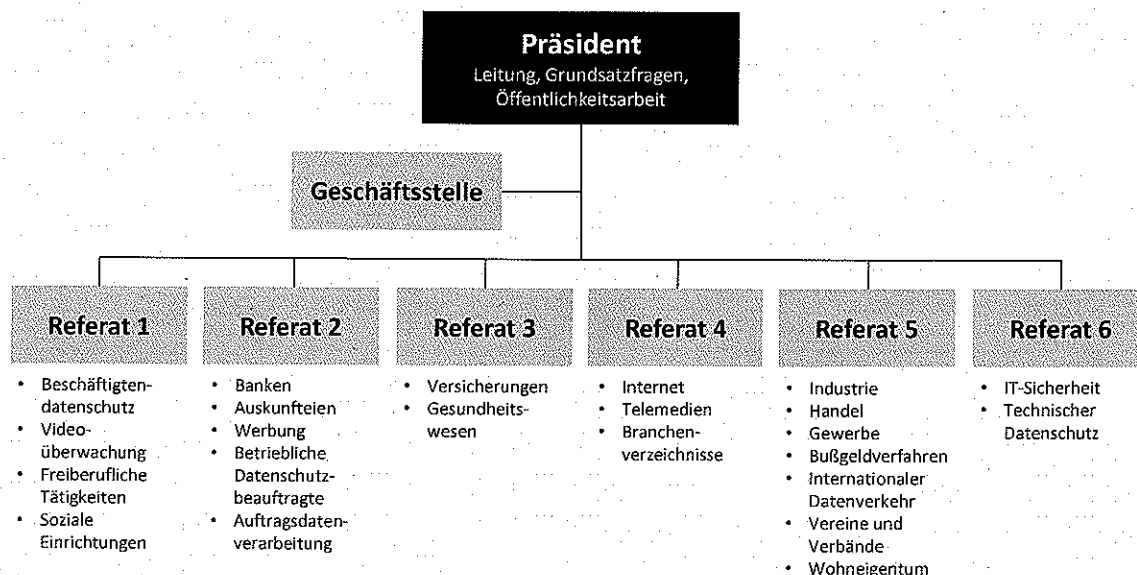 Präsident
Leitung, Grundsatzfragen,
Öffentlichkeitsarbeit
Geschäftsstelle
Referat 1
• Beschäftigten-
datenschutz
• Video-
überwachung
• Freiberufliche
Tätigkeiten
• Soziale
Einrichtungen
Referat 2
• Banken
• Auskunfteien
• Werbung
• Betriebliche
Datenschutz-
beauftragte
• Auftragsdaten-
verarbeitung
Referat 3
• Versicherungen
• Gesundheits-
wesen
Referat 4
• Internet
• Telemedien
• Branchen-
verzeichnisse
Referat 5
• Industrie
• Handel
• Gewerbe
• Bußgeldverfahren
• Internationaler
Datenverkehr
• Vereine und
Verbände
• Wohneigentum
Referat 6
• IT-Sicherheit
• Technischer
Datenschutz